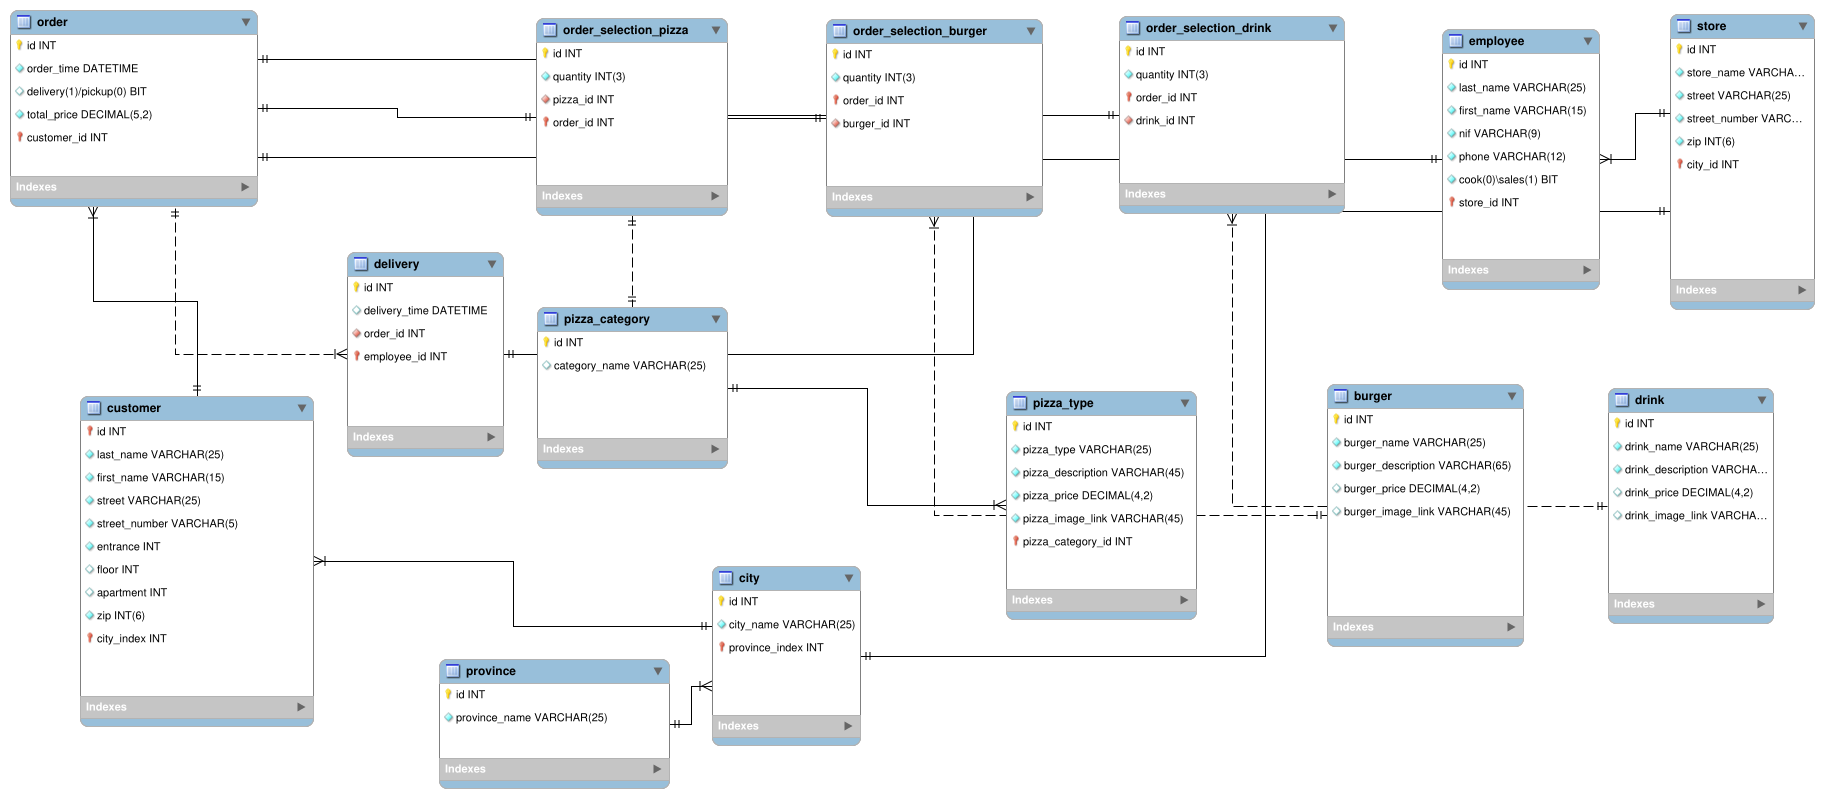 order
id INT
order_time DATETIME
delivery(1)/pickup(0) BIT
total_price DECIMAL(5,2)
customer_id INT
Indexes
order_selection_pizza
id INT
quantity INT(3)
pizza_id INT
order_id INT
Indexes
order_selection_burger
id INT
quantity INT(3)
order_id INT
burger_id INT
Indexes
order_selection_drink
id INT
quantity INT(3)
order_id INT
drink_id INT
Indexes
employee
id INT
last_name VARCHAR(25)
first_name VARCHAR(15)
nif VARCHAR(9)
phone VARCHAR(12)
cook(0)\sales(1) BIT
store_id INT
Indexes
store
id INT
store_name VARCHA...
street VARCHAR(25)
street_number VARC...
zip INT(6)
city_id INT
Indexes
delivery
id INT
delivery_time DATETIME
order_id INT
employee_id INT
Indexes
pizza_category
id INT
category_name VARCHAR(25)
Indexes
customer
id INT
last_name VARCHAR(25)
first_name VARCHAR(15)
street VARCHAR(25)
street_number VARCHAR(5)
entrance INT
floor INT
apartment INT
zip INT(6)
city_index INT
Indexes
pizza_type
id INT
pizza_type VARCHAR(25)
pizza_description VARCHAR(45)
pizza_price DECIMAL(4,2)
pizza_image_link VARCHAR(45)
pizza_category_id INT
Indexes
burger
id INT
burger_name VARCHAR(25)
burger_description VARCHAR(65)
burger_price DECIMAL(4,2)
burger_image_link VARCHAR(45)
Indexes
drink
id INT
drink_name VARCHAR(25)
drink_description VARCHA...
drink_price DECIMAL(4,2)
drink_image_link VARCHA...
Indexes
city
id INT
city_name VARCHAR(25)
province_index INT
Indexes
province
id INT
province_name VARCHAR(25)
Indexes